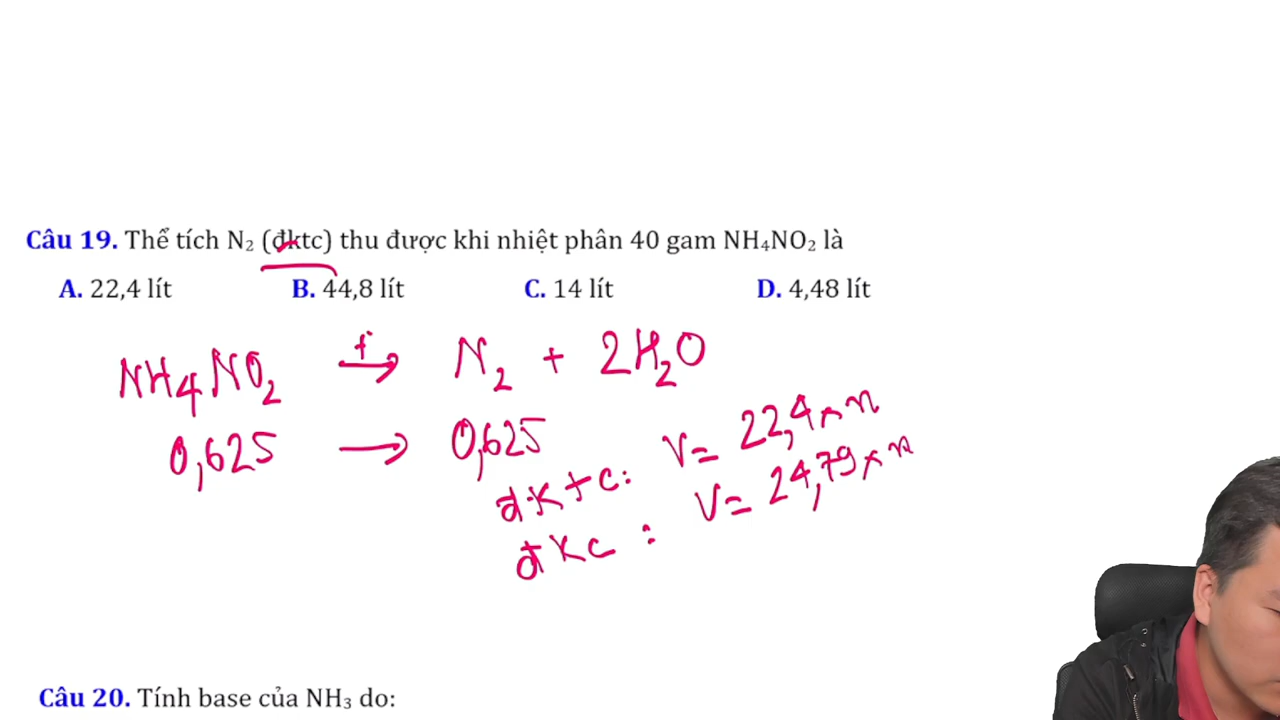 Câu 19. Thể tích N₂ (đktc) thu được khi nhiệt phân 40 gam NH₄NO₂ là
A. 22,4 lít B. 44,8 lít C. 14 lít D. 4,48 lít
NH₄NO₂ →t N₂ + 2H₂O
0,625 → 0,625
đktc: V= 22,4 x n
đkc : V= 24,79 x n
Câu 20. Tính base của NH₃ do: